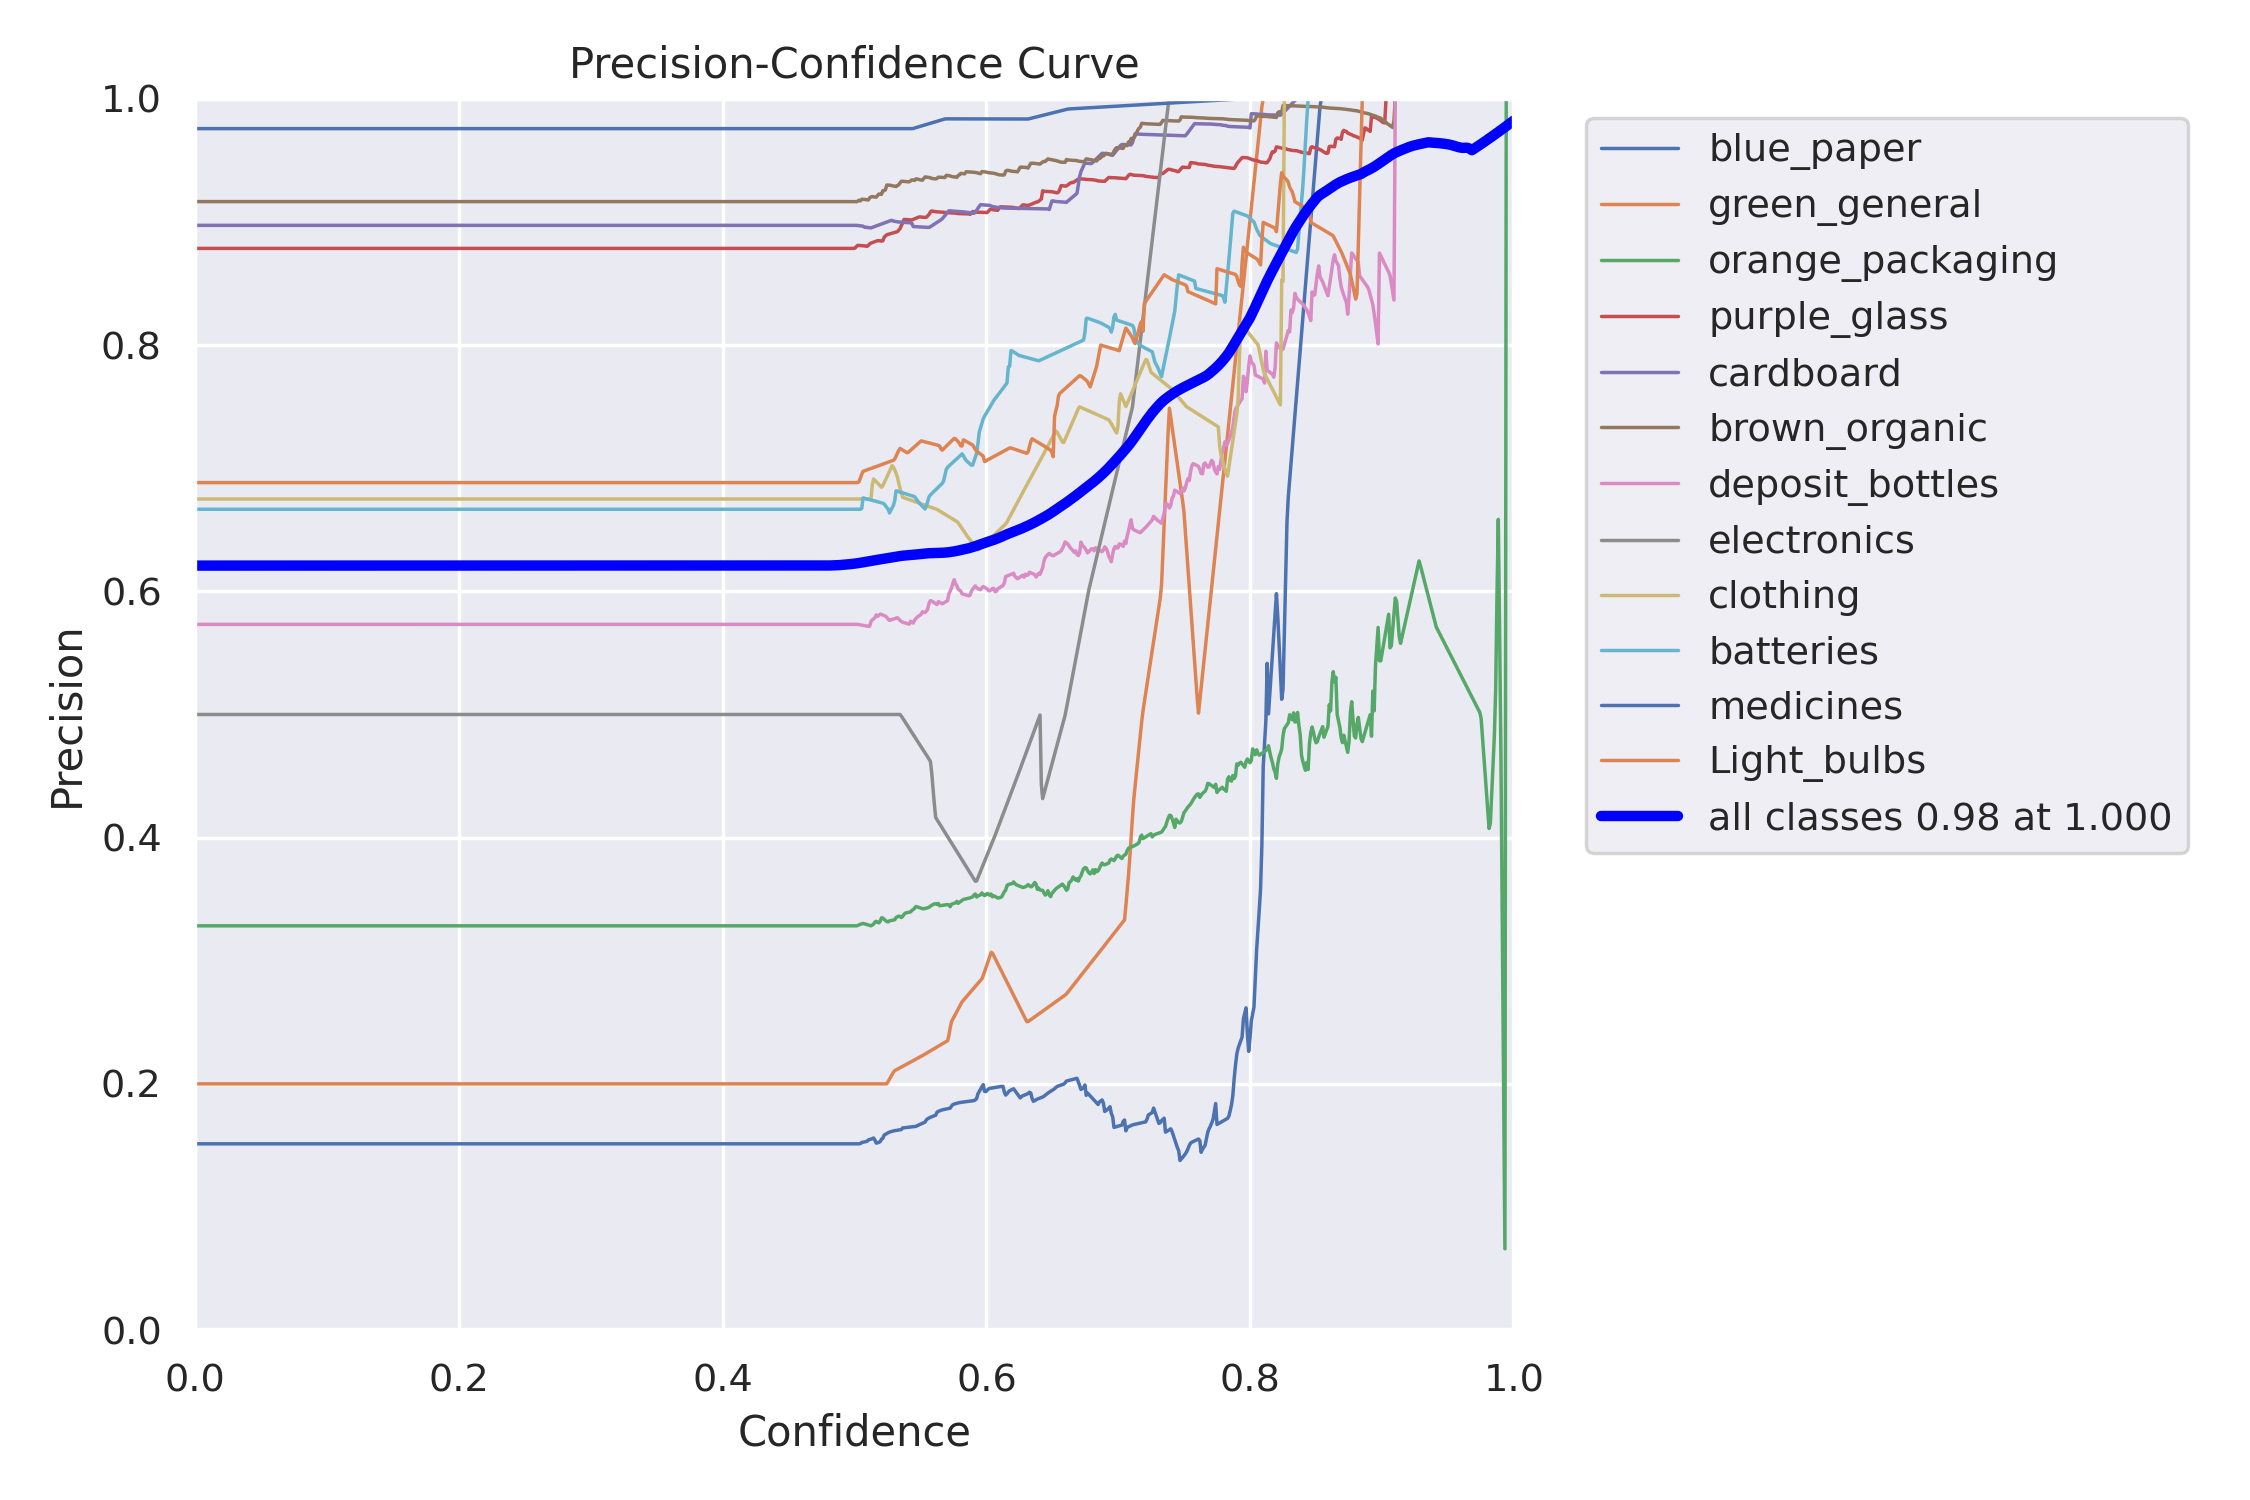 Precision-Confidence Curve
1.0
0.8
0.6
0.4
0.2
0.0
Precision
0.0 0.2 0.4 0.6 0.8 1.0
Confidence
blue_paper
green_general
orange_packaging
purple_glass
cardboard
brown_organic
deposit_bottles
electronics
clothing
batteries
medicines
Light_bulbs
all classes 0.98 at 1.000